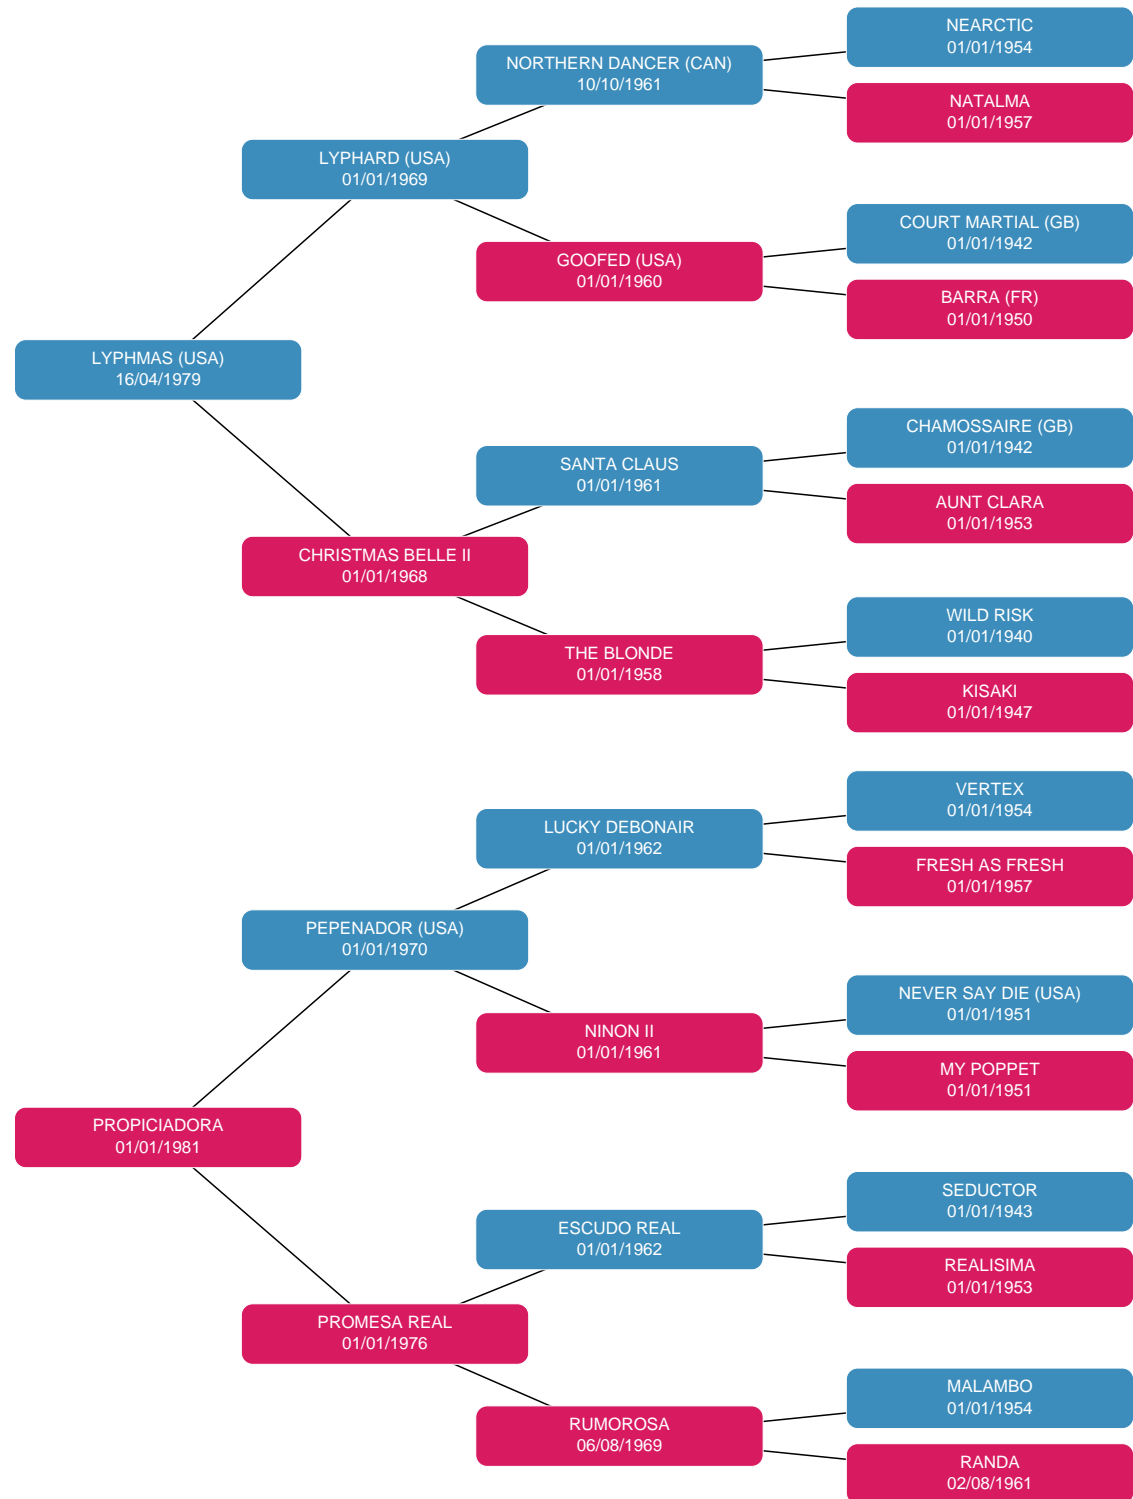 NEARCTIC
01/01/1954
NORTHERN DANCER (CAN)
10/10/1961
NATALMA
01/01/1957
LYPHARD (USA)
01/01/1969
COURT MARTIAL (GB)
01/01/1942
GOOFED (USA)
01/01/1960
BARRA (FR)
01/01/1950
LYPHMAS (USA)
16/04/1979
CHAMOSSAIRE (GB)
01/01/1942
SANTA CLAUS
01/01/1961
AUNT CLARA
01/01/1953
CHRISTMAS BELLE II
01/01/1968
WILD RISK
01/01/1940
THE BLONDE
01/01/1958
KISAKI
01/01/1947
VERTEX
01/01/1954
LUCKY DEBONAIR
01/01/1962
FRESH AS FRESH
01/01/1957
PEPENADOR (USA)
01/01/1970
NEVER SAY DIE (USA)
01/01/1951
NINON II
01/01/1961
MY POPPET
01/01/1951
PROPICIADORA
01/01/1981
SEDUCTOR
01/01/1943
ESCUDO REAL
01/01/1962
REALISIMA
01/01/1953
PROMESA REAL
01/01/1976
MALAMBO
01/01/1954
RUMOROSA
06/08/1969
RANDA
02/08/1961